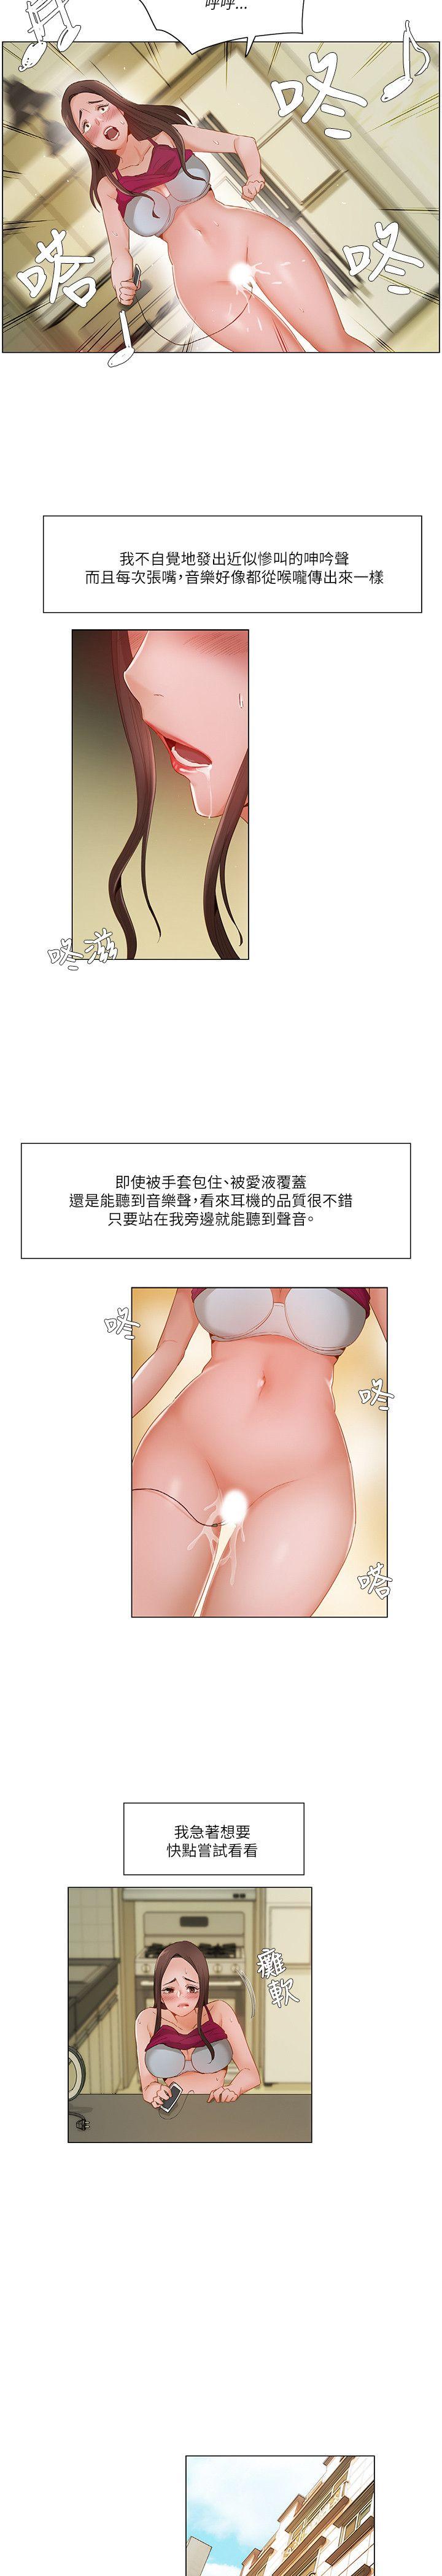 呼呼…
咚
咚
嗒
我不自覺地發出近似慘叫的呻吟聲
而且每次張嘴，音樂好像都從喉嚨傳出來一樣
咚
滋
即使被手套包住、被愛液覆蓋
還是能聽到音樂聲，看來耳機的品質很不錯
只要站在我旁邊就能聽到聲音。
咚
咚
嗒
我急著想要
快點嘗試看看
癱軟